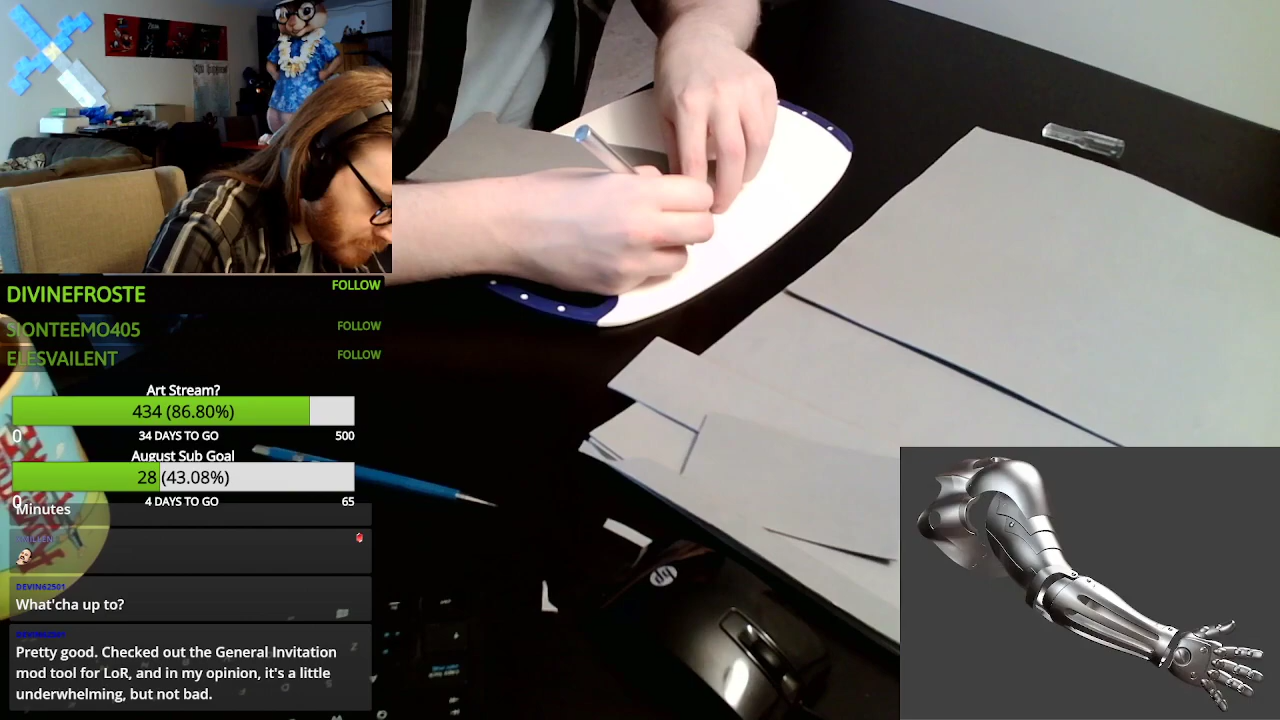 DIVINEFROSTE FOLLOW
SIONTEEMO405 FOLLOW
ELESVAILENT FOLLOW
Art Stream?
434 (86.80%)
0 34 DAYS TO GO 500
August Sub Goal
28 (43.08%)
0 4 DAYS TO GO 65
Minutes
DEVIN62501
What'cha up to?
Pretty good. Checked out the General Invitation
mod tool for LoR, and in my opinion, it's a little
underwhelming, but not bad.
hp